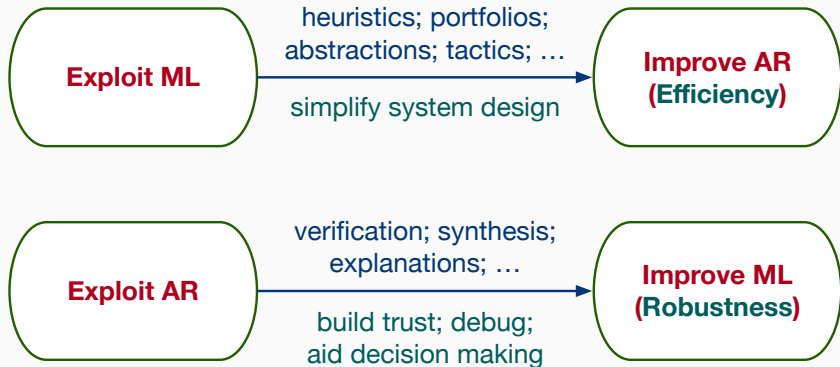 heuristics; portfolios;
abstractions; tactics; …
Exploit ML
simplify system design
Improve AR
(Efficiency)
verification; synthesis;
explanations; …
Exploit AR
build trust; debug;
aid decision making
Improve ML
(Robustness)